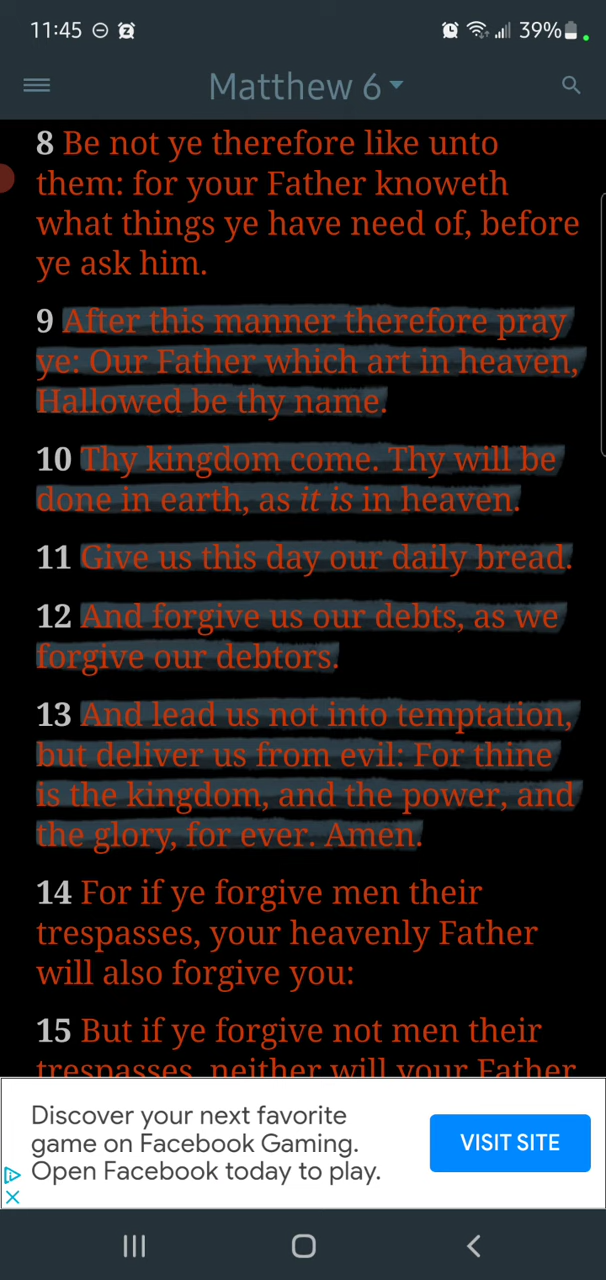 11:45 39%
Matthew 6
8 Be not ye therefore like unto
them: for your Father knoweth
what things ye have need of, before
ye ask him.
9 After this manner therefore pray
ye: Our Father which art in heaven,
Hallowed be thy name.
10 Thy kingdom come. Thy will be
done in earth, as it is in heaven.
11 Give us this day our daily bread.
12 And forgive us our debts, as we
forgive our debtors.
13 And lead us not into temptation,
but deliver us from evil: For thine
is the kingdom, and the power, and
the glory, for ever. Amen.
14 For if ye forgive men their
trespasses, your heavenly Father
will also forgive you:
15 But if ye forgive not men their
trespasses, neither will your Father
Discover your next favorite
game on Facebook Gaming.
Open Facebook today to play.
VISIT SITE